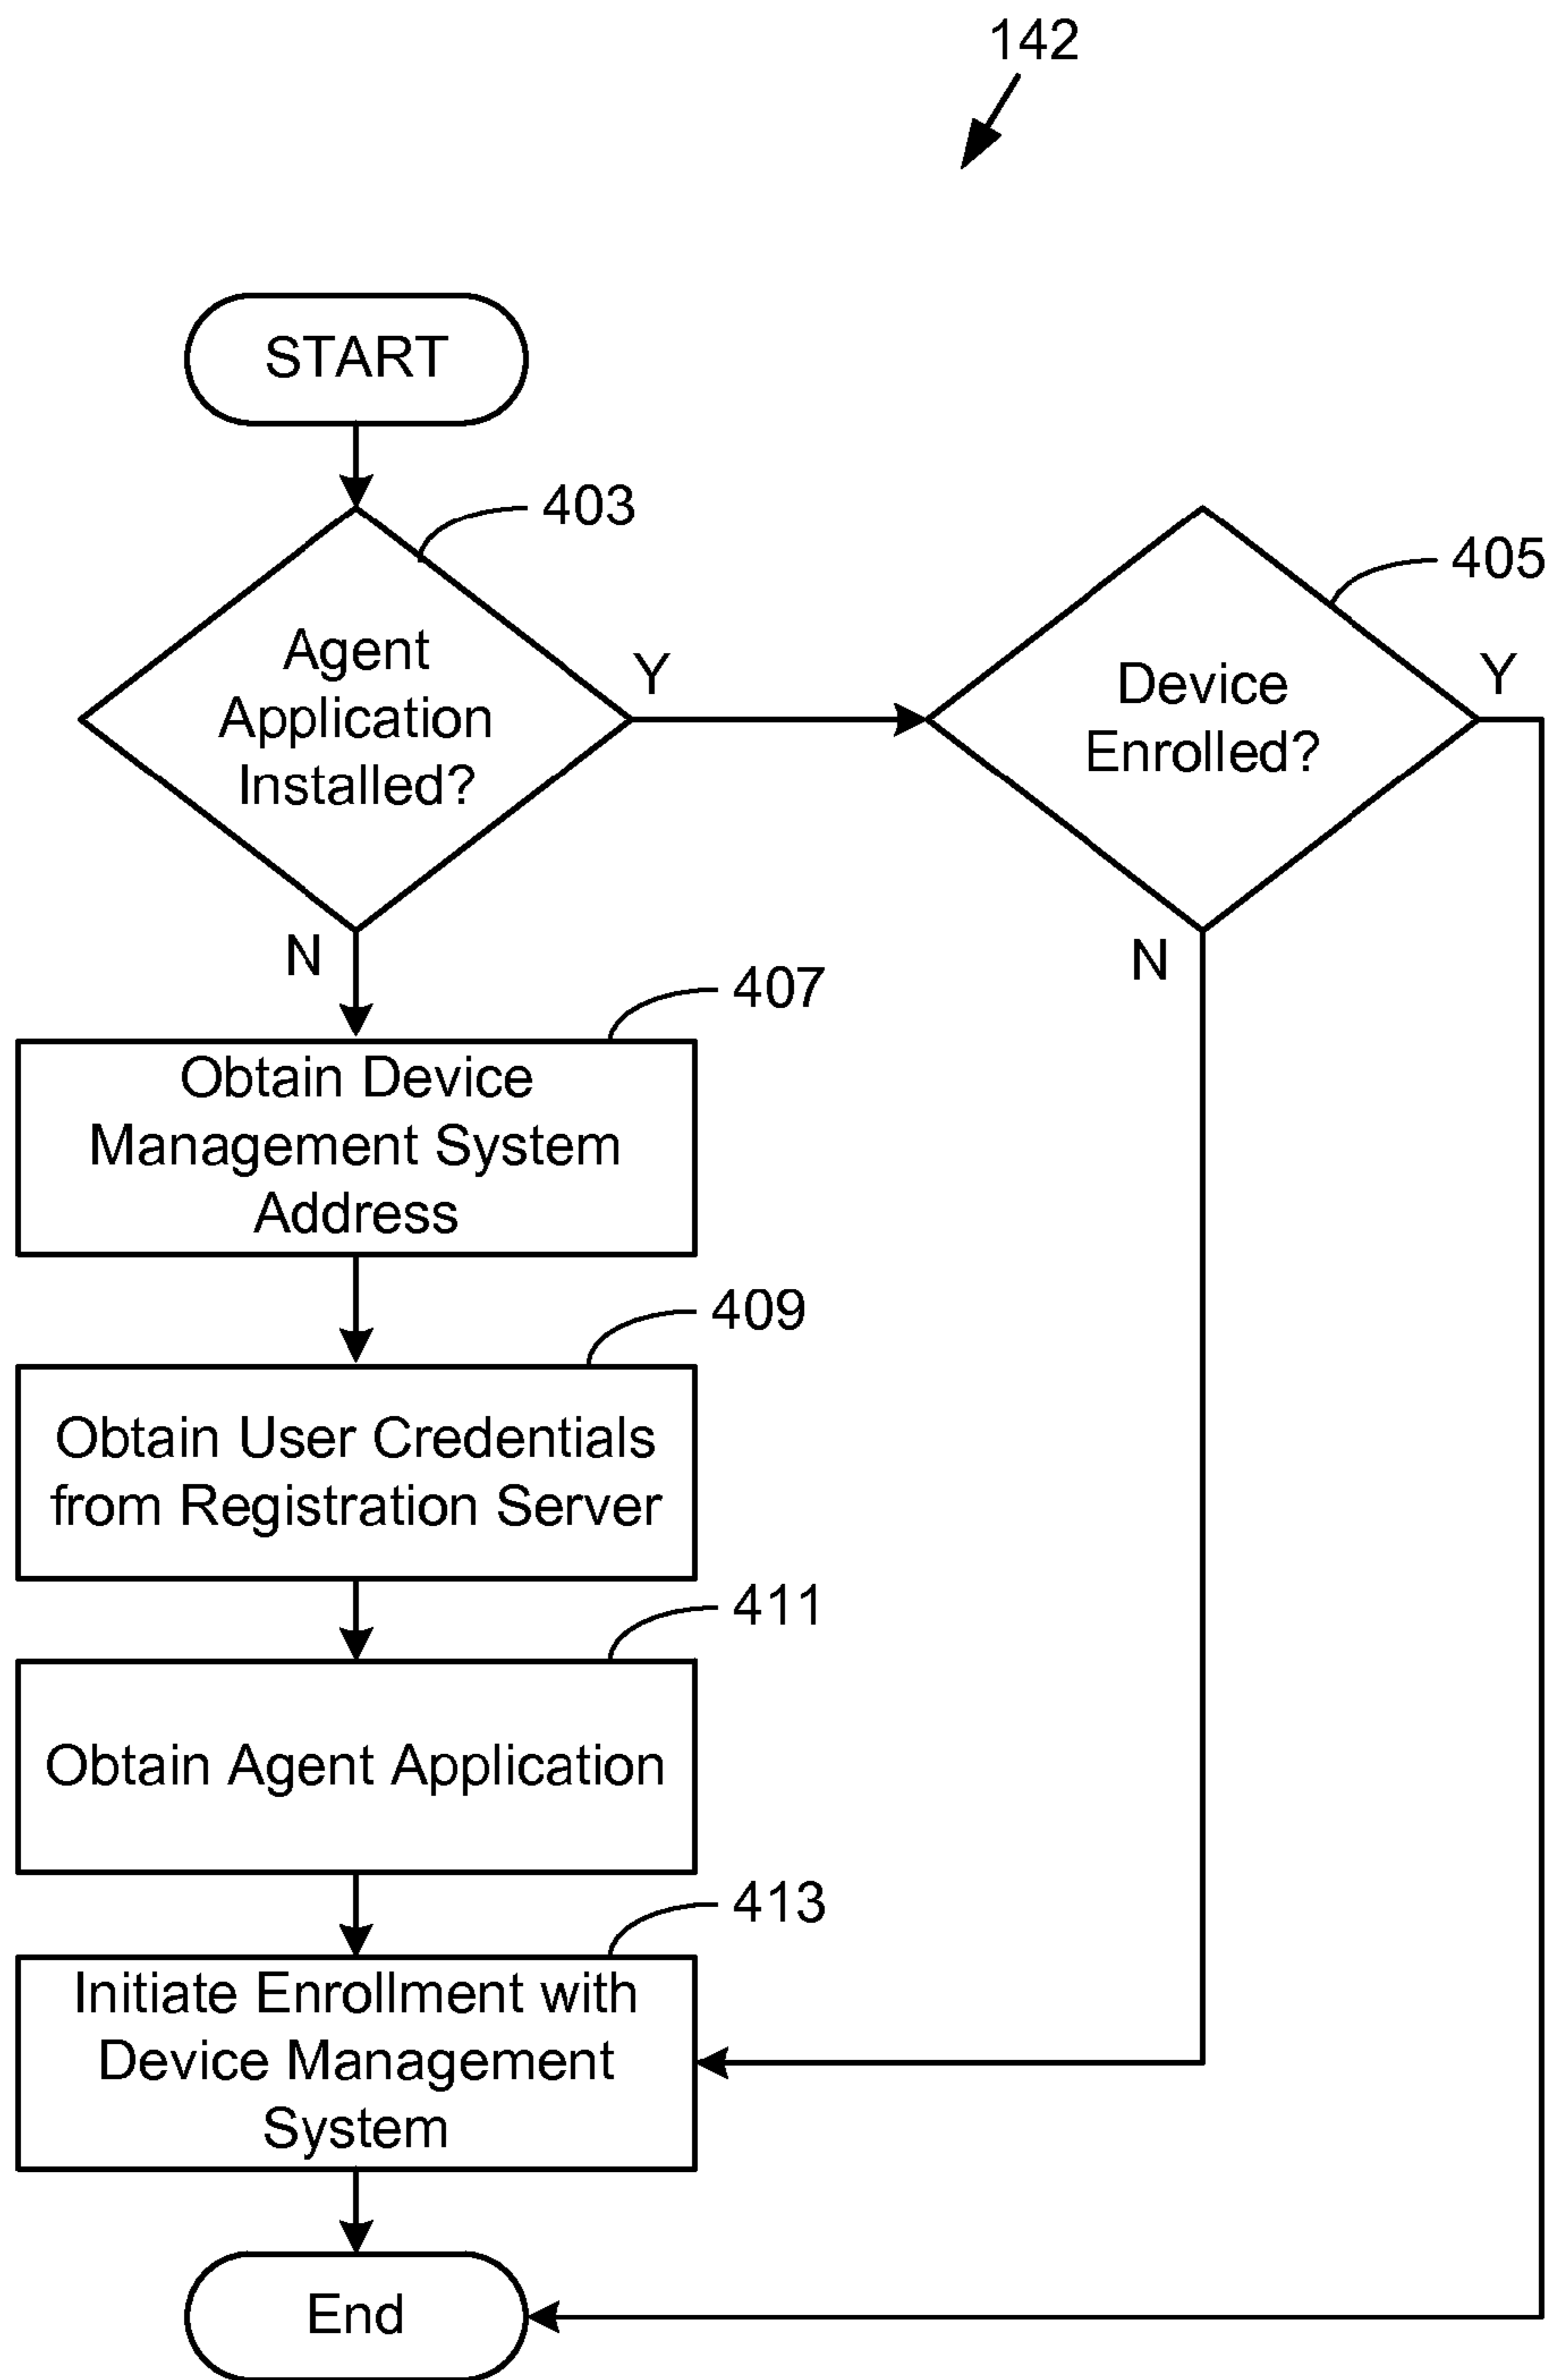 142
START
403
Agent
Application
Installed?
Y
405
Device
Enrolled?
Y
N
N
407
Obtain Device
Management System
Address
409
Obtain User Credentials
from Registration Server
411
Obtain Agent Application
413
Initiate Enrollment with
Device Management
System
End